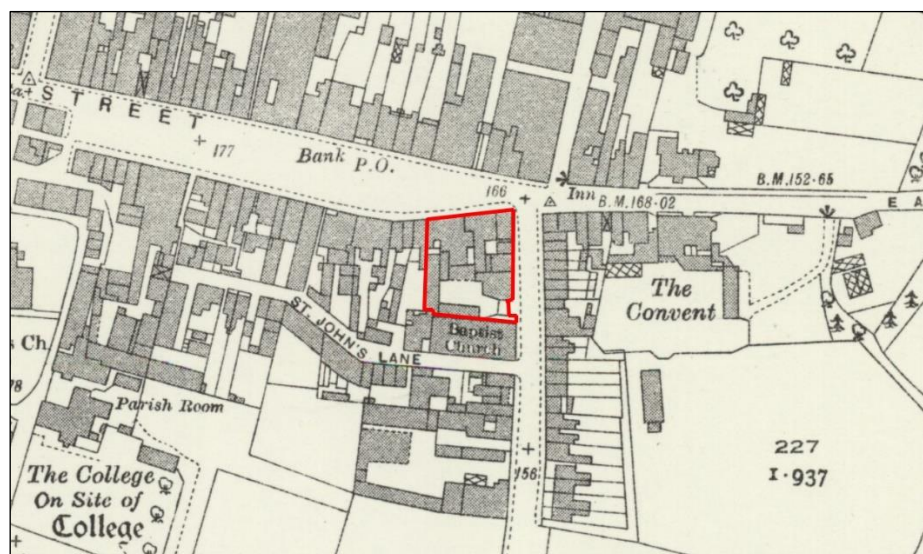 STREET
177
Bank P.O.
166
Inn
B.M. 168·02
B.M. 152·65
E A
The
Convent
Baptist
Church
ST. JOHN'S LANE
s Ch.
78
Parish Room
156
227
1·937
The College
On Site of
College